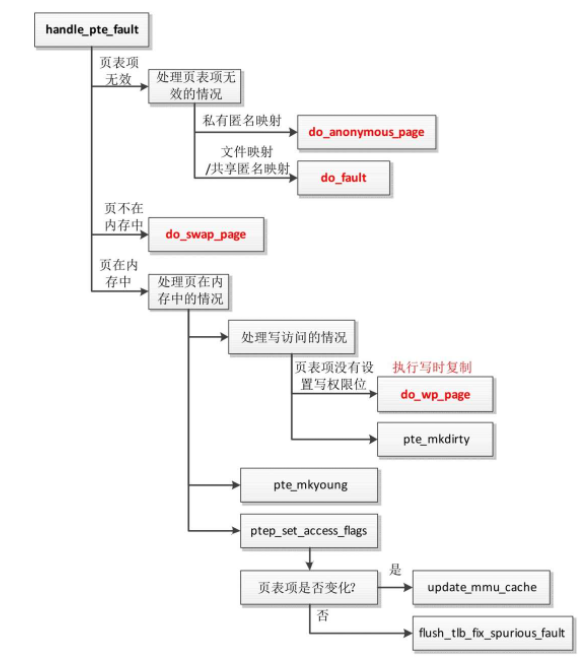 handle_pte_fault
页表项
无效
处理页表项无
效的情况
私有匿名映射
do_anonymous_page
文件映射
/共享匿名映射
do_fault
页不在
内存中
do_swap_page
页在内
存中
处理页在内
存中的情况
处理写访问的情况
页表项没有设
置写权限位
执行写时复制
do_wp_page
pte_mkdirty
pte_mkyoung
ptep_set_access_flags
页表项是否变化?
是
update_mmu_cache
否
flush_tlb_fix_spurious_fault